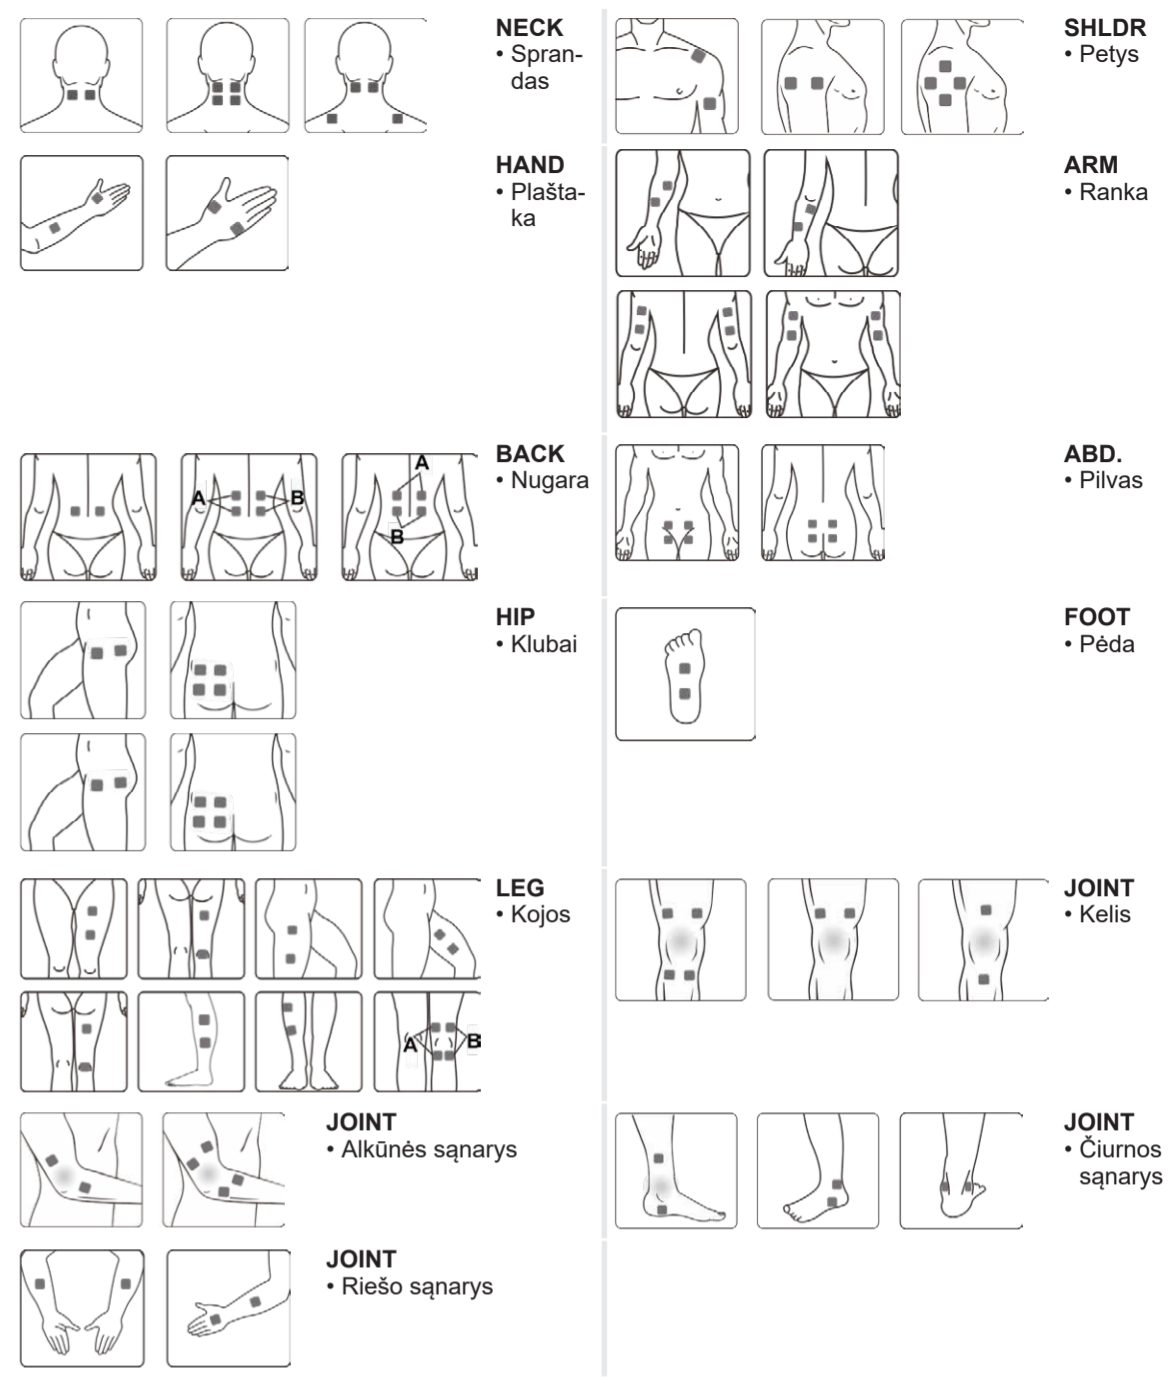 NECK
• Spran-
das
SHLDR
• Petys
HAND
• Plašta-
ka
ARM
• Ranka
BACK
• Nugara
A
B
A
B
ABD.
• Pilvas
HIP
• Klubai
FOOT
• Pėda
LEG
• Kojos
A
B
JOINT
• Kelis
JOINT
• Alkūnės sąnarys
JOINT
• Čiurnos
sąnarys
JOINT
• Riešo sąnarys